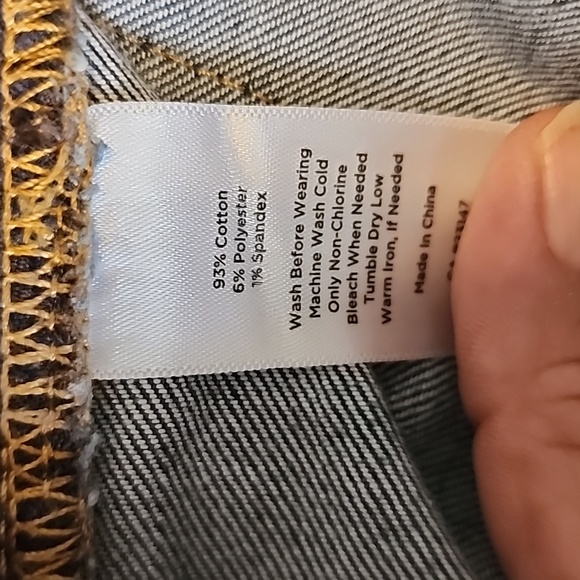 93% Cotton
6% Polyester
1% Spandex
Wash Before Wearing
Machine Wash Cold
Only Non-Chlorine
Bleach When Needed
Tumble Dry Low
Warm Iron, If Needed
Made In China